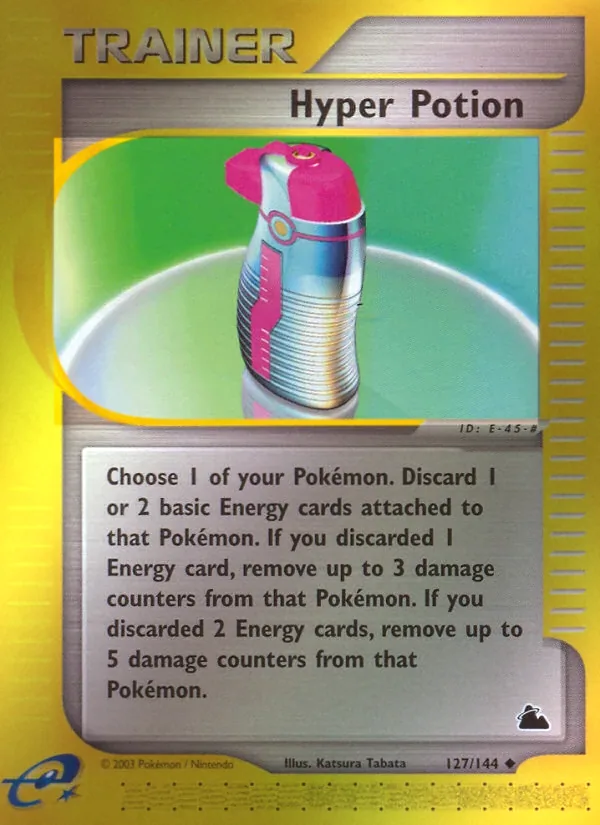 TRAINER
Hyper Potion
ID: E-45-#
Choose 1 of your Pokémon. Discard 1
or 2 basic Energy cards attached to
that Pokémon. If you discarded 1
Energy card, remove up to 3 damage
counters from that Pokémon. If you
discarded 2 Energy cards, remove up to
5 damage counters from that
Pokémon.
© 2003 Pokémon / Nintendo Illus. Katsura Tabata 127/144 ◆
e